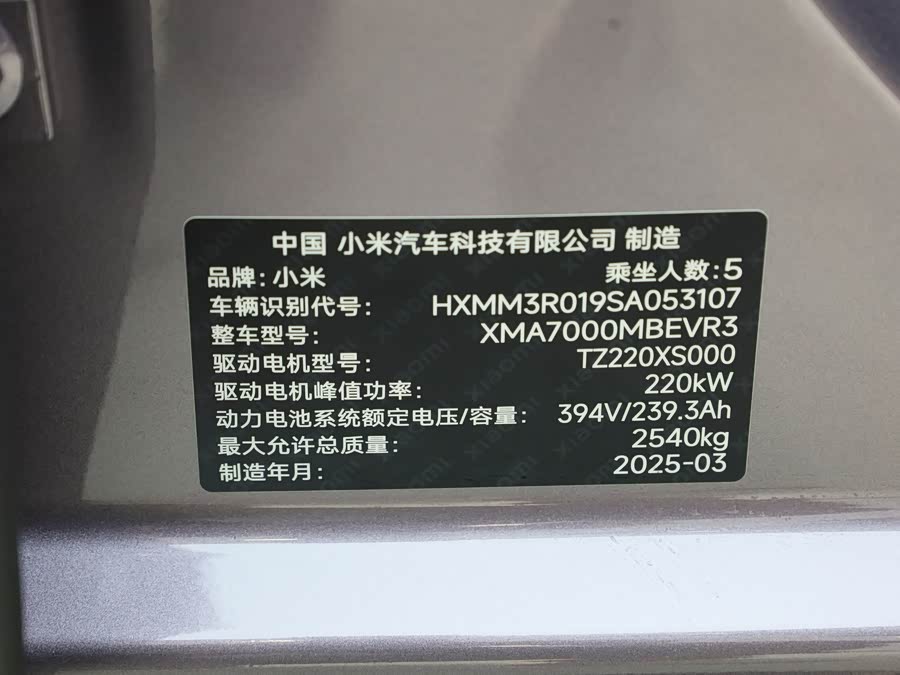 中国 小米汽车科技有限公司 制造
品牌: 小米 乘坐人数: 5
车辆识别代号: HXMM3R019SA053107
整车型号: XMA7000MBEVR3
驱动电机型号: TZ220XS000
驱动电机峰值功率: 220kW
动力电池系统额定电压/容量: 394V/239.3Ah
最大允许总质量: 2540kg
制造年月: 2025-03